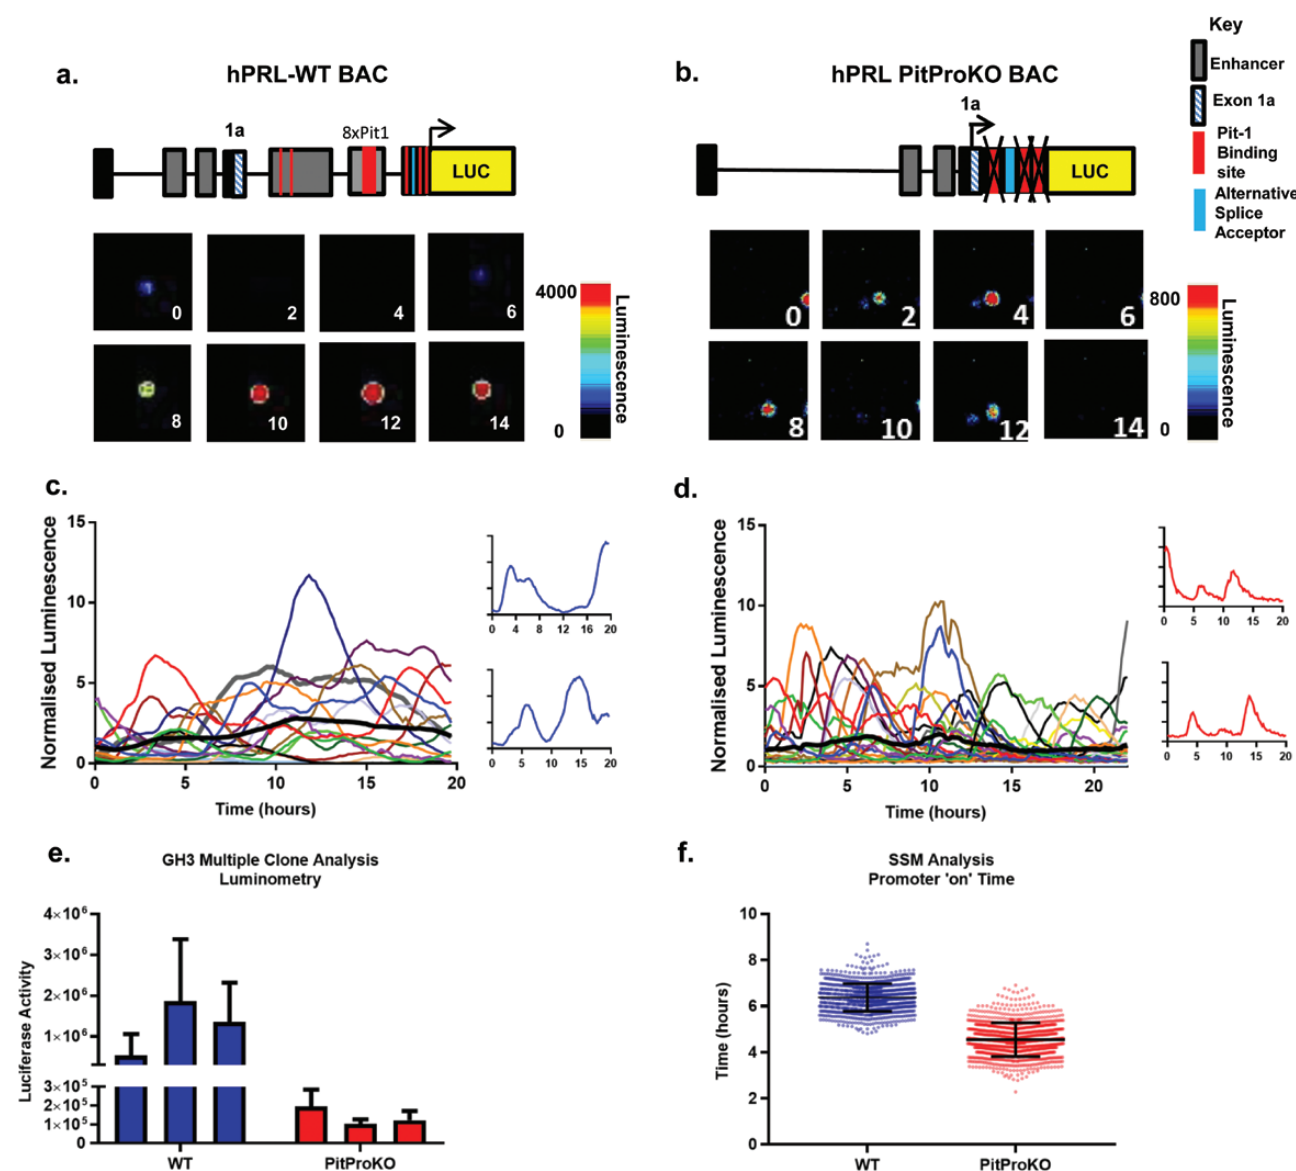 a.
hPRL-WT BAC
1a
8xPit1
LUC
0
2
4
6
8
10
12
14
4000
0
Luminescence
b.
hPRL PitProKO BAC
1a
LUC
0
2
4
6
8
10
12
14
800
0
Luminescence
Key
Enhancer
Exon 1a
Pit-1
Binding
site
Alternative
Splice
Acceptor
c.
Normalised Luminescence
15
10
5
0
0 5 10 15 20
Time (hours)
0 4 8 12 16 20
0 5 10 15 20
d.
Normalised Luminescence
15
10
5
0
0 5 10 15 20
Time (hours)
0 5 10 15 20
0 5 10 15 20
e.
GH3 Multiple Clone Analysis
Luminometry
Luciferase Activity
4×10⁶
3×10⁶
2×10⁶
1×10⁶
3×10⁵
2×10⁵
1×10⁵
0
WT PitProKO
f.
SSM Analysis
Promoter 'on' Time
Time (hours)
10
8
6
4
2
0
WT PitProKO